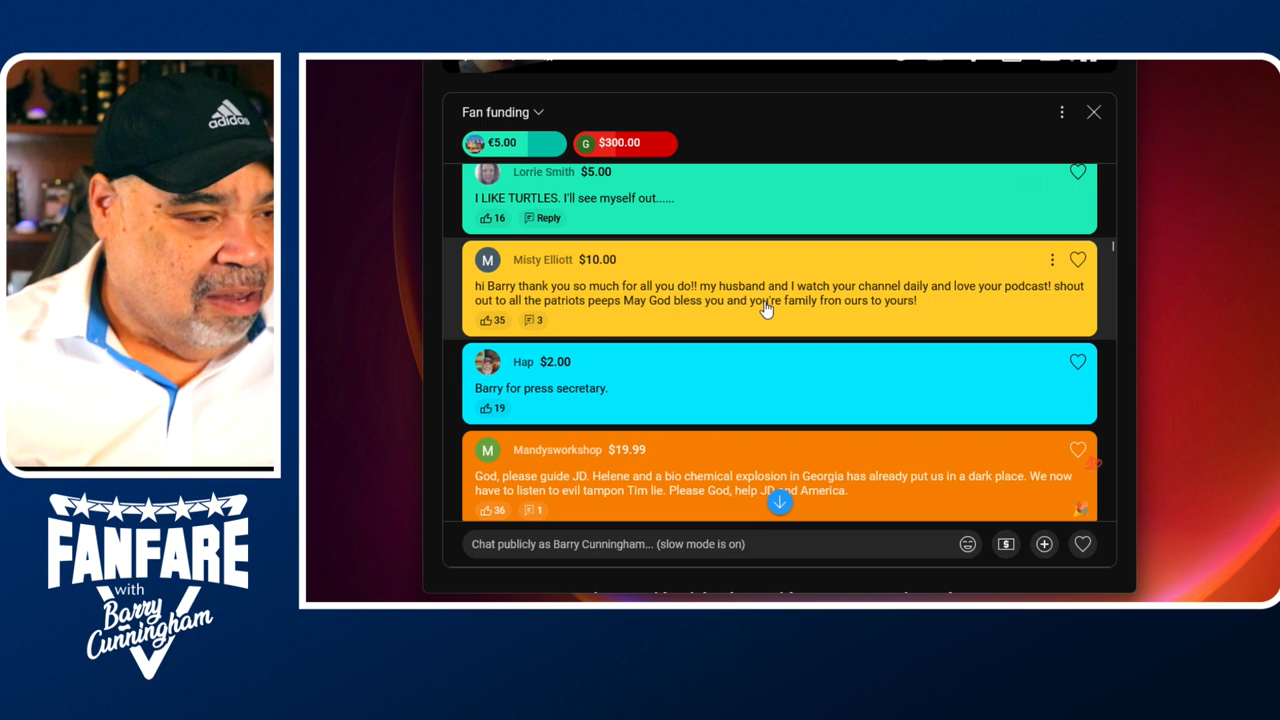 adidas
FANFARE
with
Barry
Cunningham
Fan funding
€5.00
G $300.00
Lorrie Smith $5.00
I LIKE TURTLES. I'll see myself out......
16 Reply
M Misty Elliott $10.00
hi Barry thank you so much for all you do!! my husband and I watch your channel daily and love your podcast! shout
out to all the patriots peeps May God bless you and you're family fron ours to yours!
35 3
Hap $2.00
Barry for press secretary.
19
M Mandysworkshop $19.99
God, please guide JD. Helene and a bio chemical explosion in Georgia has already put us in a dark place. We now
have to listen to evil tampon Tim lie. Please God, help JD and America.
36 1
Chat publicly as Barry Cunningham... (slow mode is on)